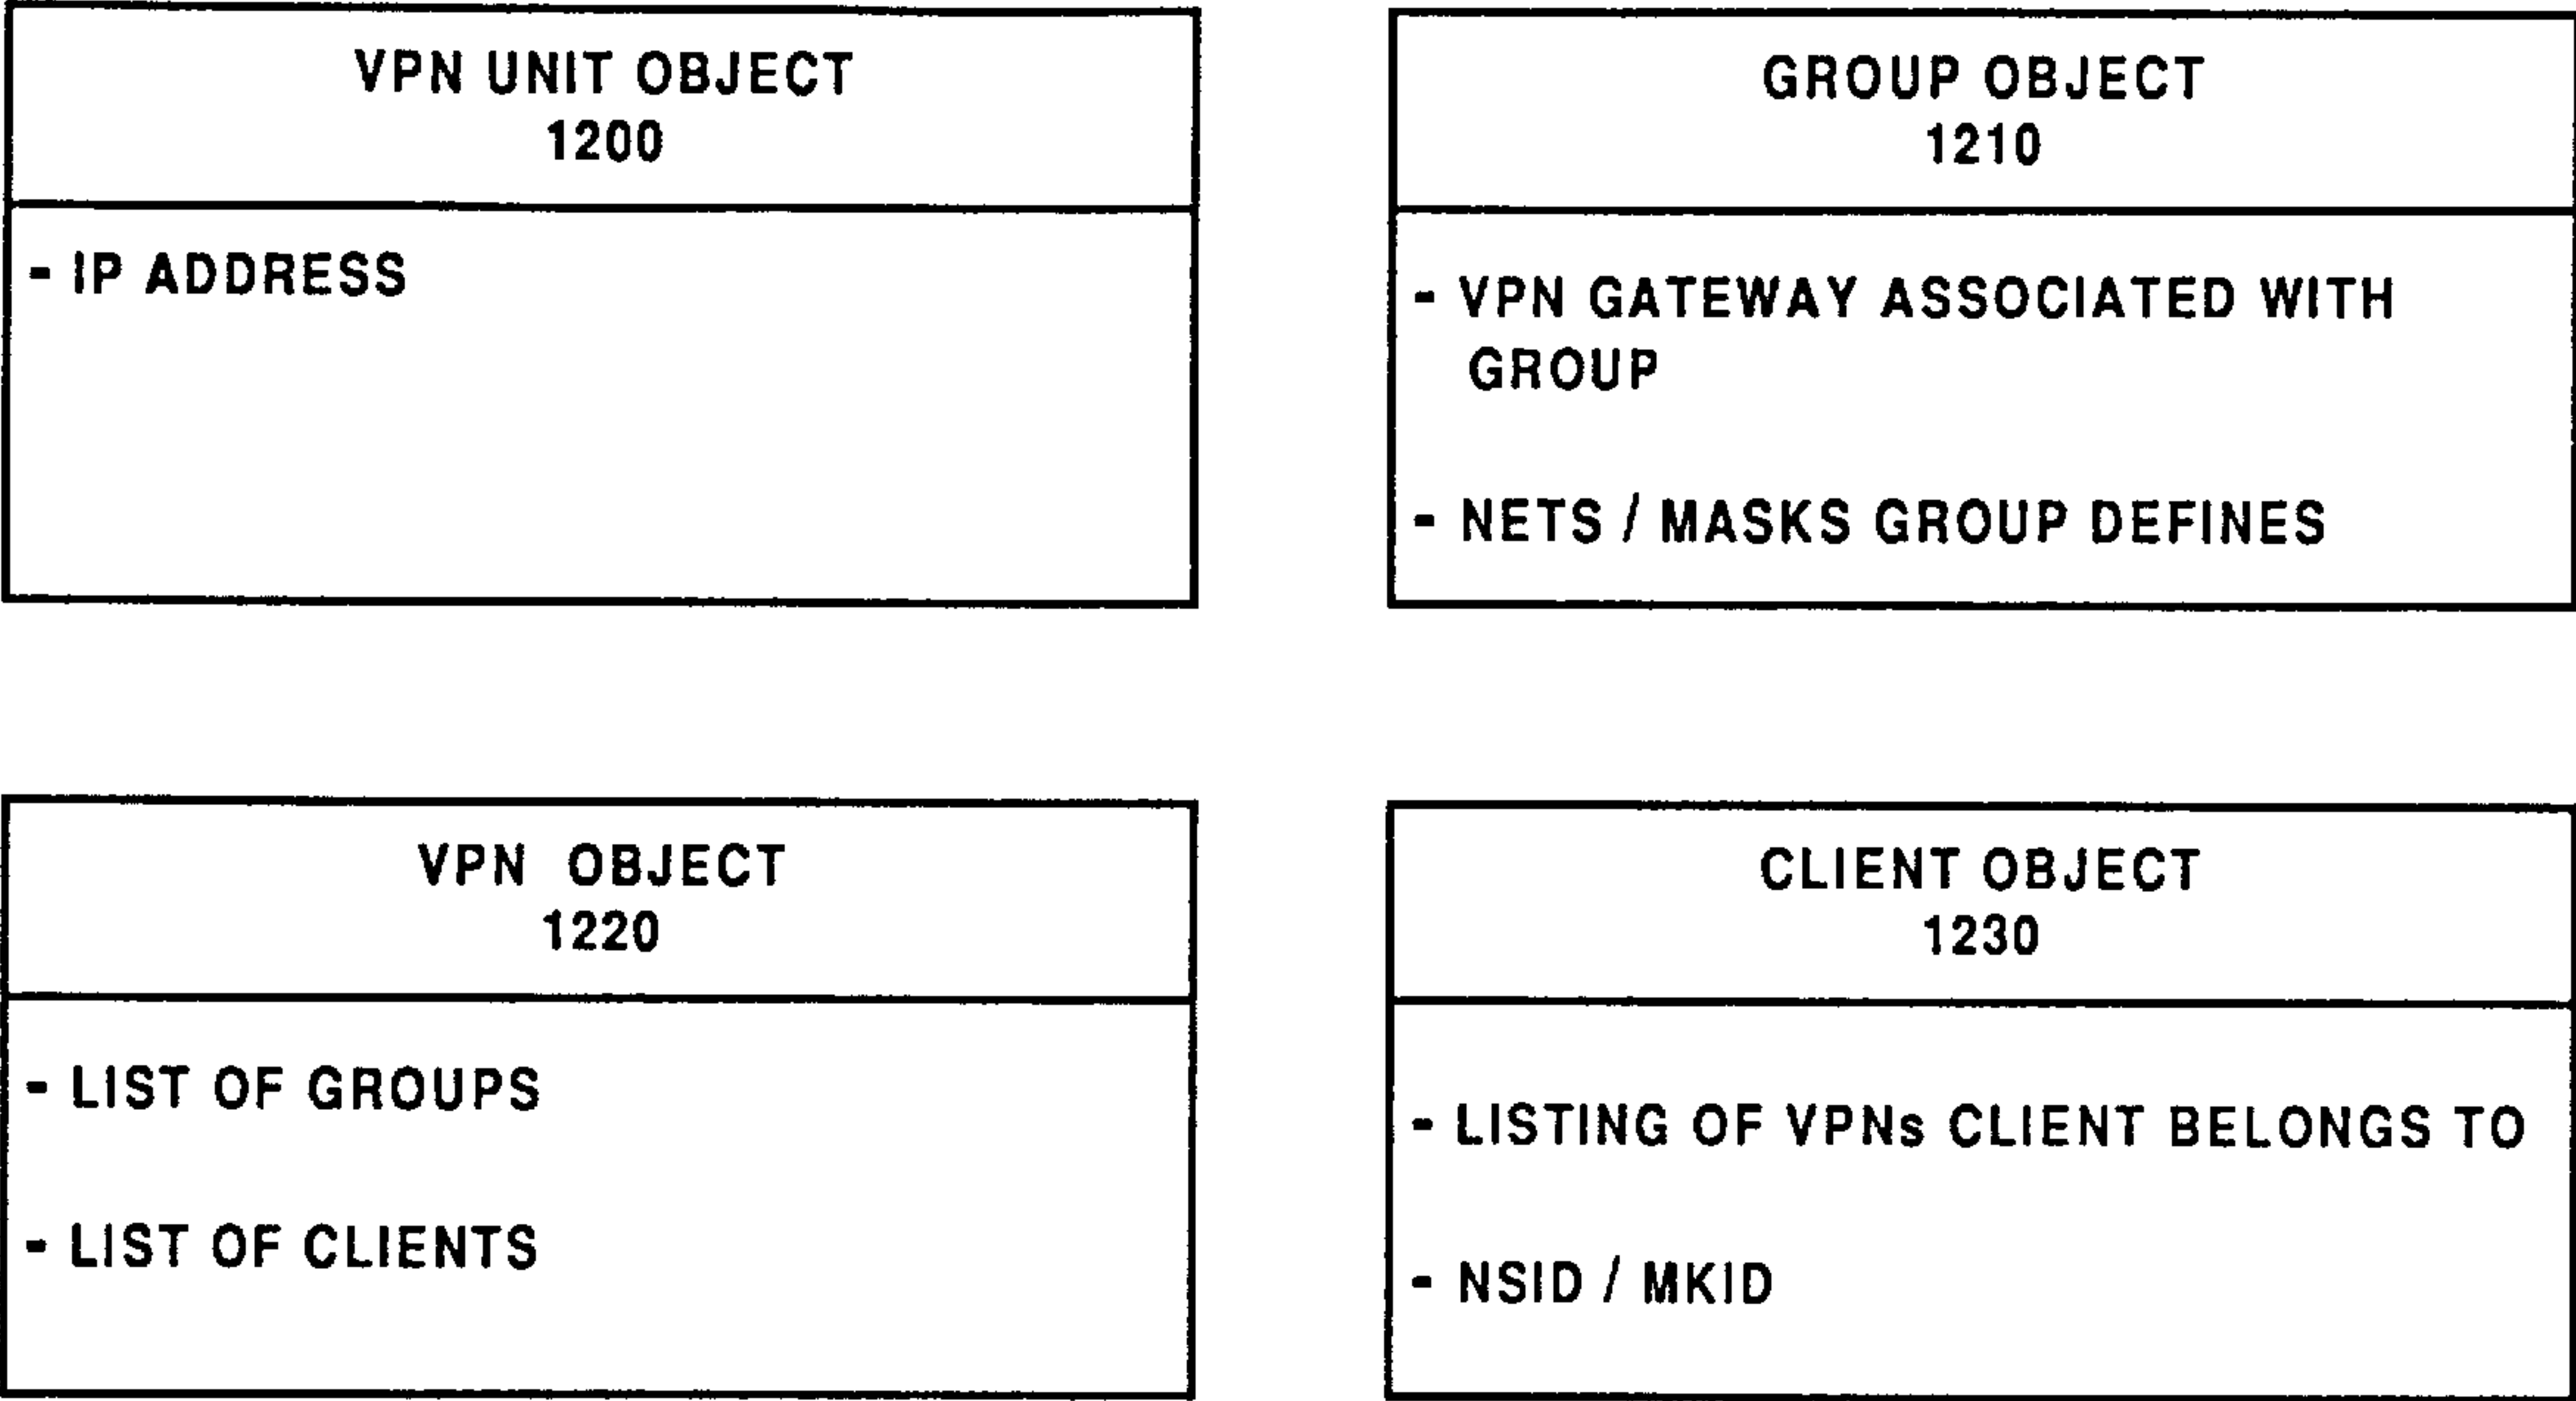 VPN UNIT OBJECT
1200
- IP ADDRESS
GROUP OBJECT
1210
- VPN GATEWAY ASSOCIATED WITH
GROUP
- NETS / MASKS GROUP DEFINES
VPN OBJECT
1220
- LIST OF GROUPS
- LIST OF CLIENTS
CLIENT OBJECT
1230
- LISTING OF VPNs CLIENT BELONGS TO
- NSID / MKID